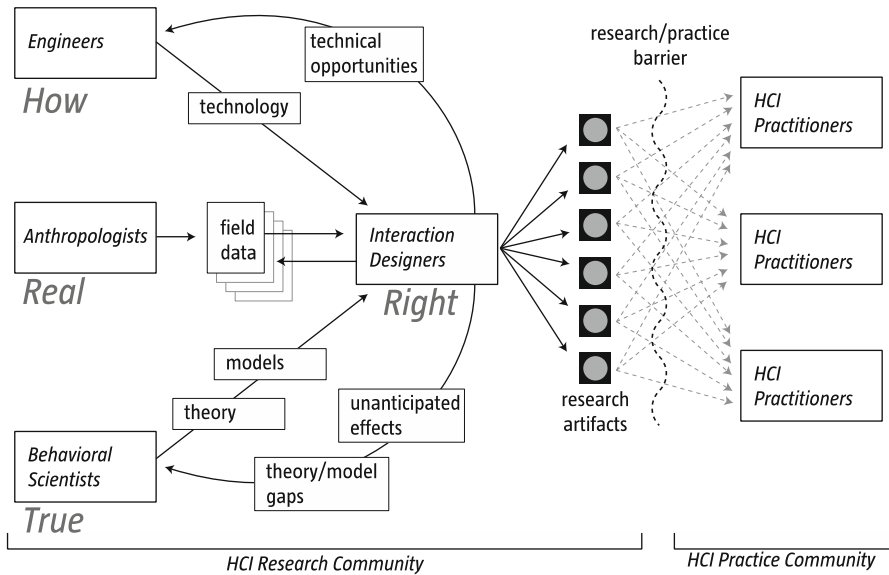 Engineers
How
technology
technical
opportunities
Anthropologists
Real
field
data
Interaction
Designers
Right
models
theory
Behavioral
Scientists
True
unanticipated
effects
theory/model
gaps
research
artifacts
research/practice
barrier
HCI
Practitioners
HCI
Practitioners
HCI
Practitioners
HCI Research Community
HCI Practice Community